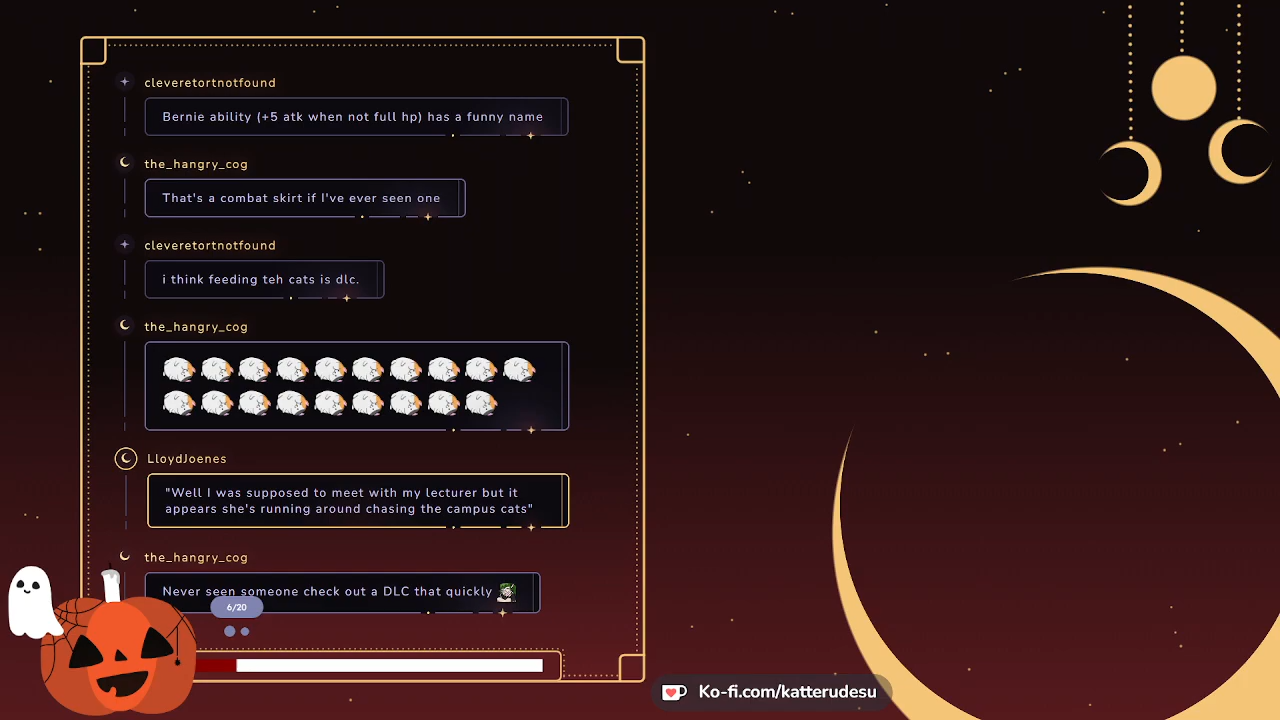 cleveretortnotfound
Bernie ability (+5 atk when not full hp) has a funny name
the_hangry_cog
That's a combat skirt if I've ever seen one
cleveretortnotfound
i think feeding teh cats is dlc.
the_hangry_cog
LloydJoenes
"Well I was supposed to meet with my lecturer but it
appears she's running around chasing the campus cats"
the_hangry_cog
Never seen someone check out a DLC that quickly
6/20
Ko-fi.com/katterudesu